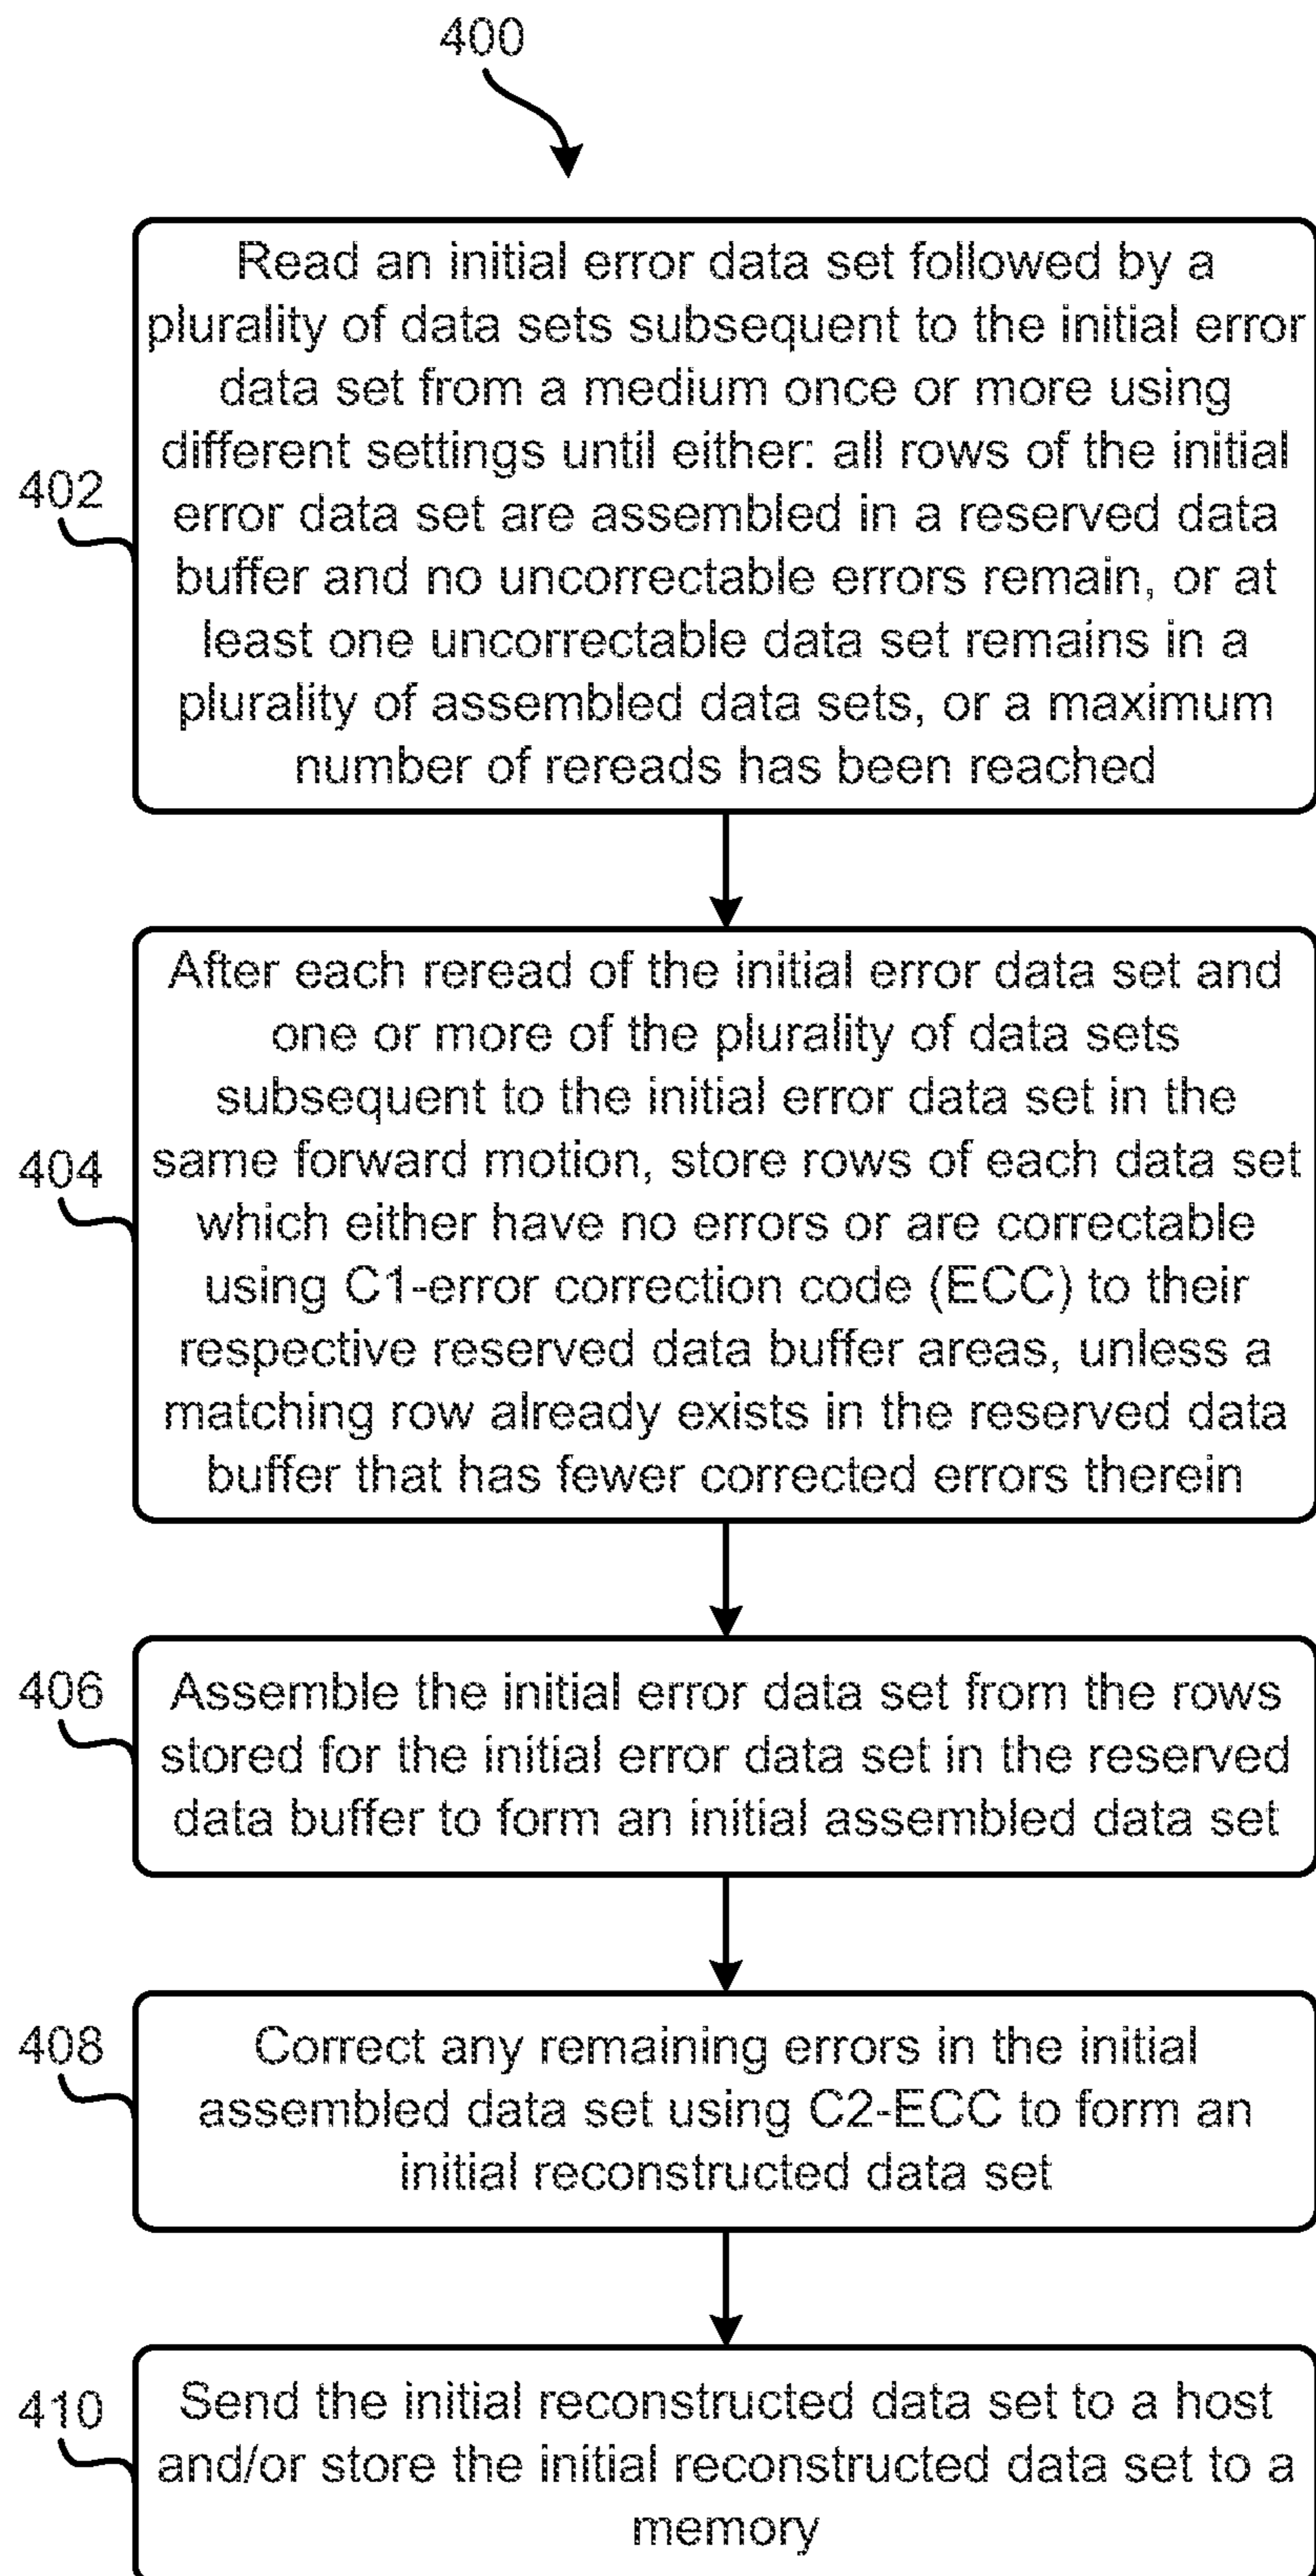 400
402
Read an initial error data set followed by a
plurality of data sets subsequent to the initial error
data set from a medium once or more using
different settings until either: all rows of the initial
error data set are assembled in a reserved data
buffer and no uncorrectable errors remain, or at
least one uncorrectable data set remains in a
plurality of assembled data sets, or a maximum
number of rereads has been reached
404
After each reread of the initial error data set and
one or more of the plurality of data sets
subsequent to the initial error data set in the
same forward motion, store rows of each data set
which either have no errors or are correctable
using C1-error correction code (ECC) to their
respective reserved data buffer areas, unless a
matching row already exists in the reserved data
buffer that has fewer corrected errors therein
406
Assemble the initial error data set from the rows
stored for the initial error data set in the reserved
data buffer to form an initial assembled data set
408
Correct any remaining errors in the initial
assembled data set using C2-ECC to form an
initial reconstructed data set
410
Send the initial reconstructed data set to a host
and/or store the initial reconstructed data set to a
memory